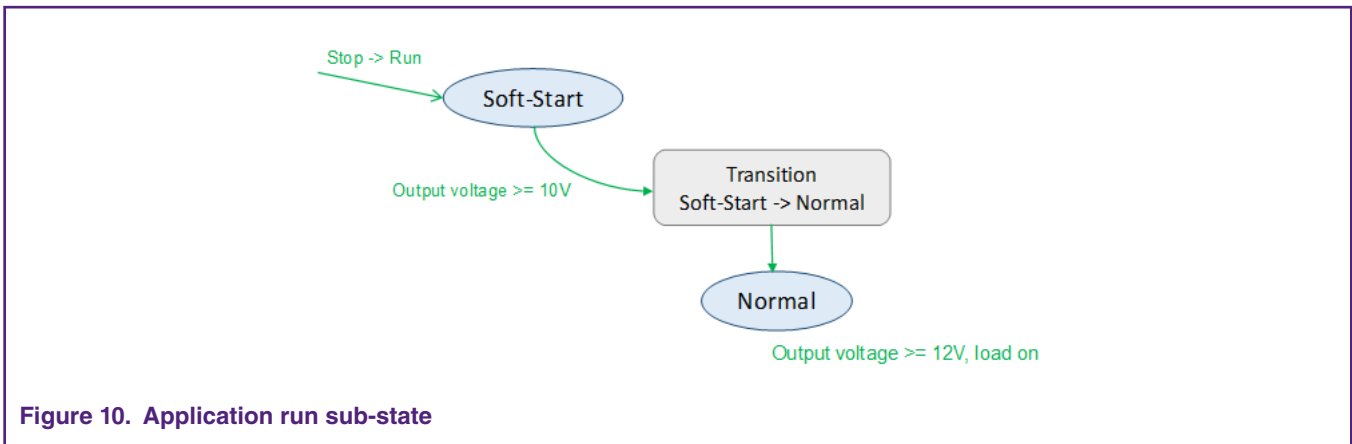 Stop -> Run
Soft-Start
Output voltage >= 10V
Transition
Soft-Start -> Normal
Normal
Output voltage >= 12V, load on
Figure 10. Application run sub-state